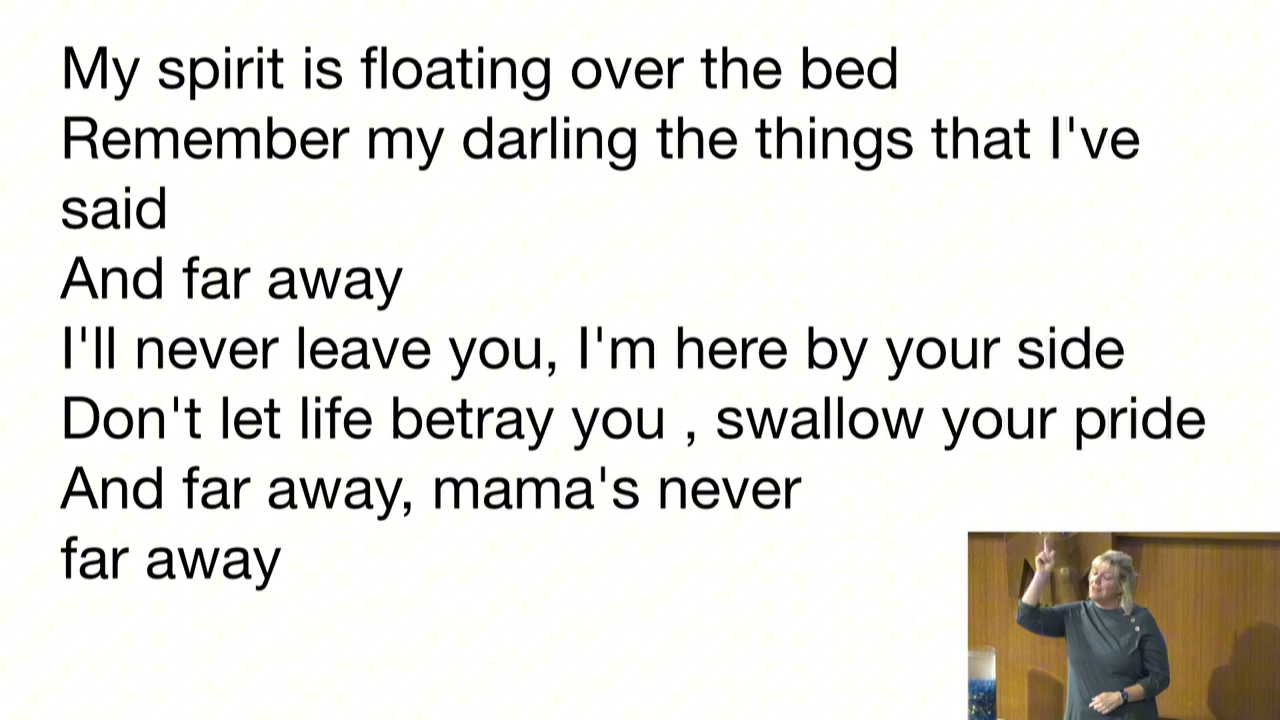 My spirit is floating over the bed
Remember my darling the things that I've
said
And far away
I'll never leave you, I'm here by your side
Don't let life betray you , swallow your pride
And far away, mama's never
far away